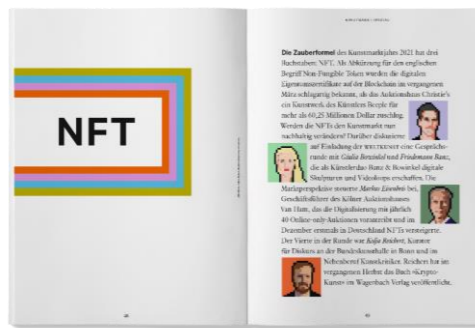 NFT
Die Zauberformel des Kunstmarktjahres 2021 hat drei
Buchstaben: NFT. Als Abkürzung für den englischen
Begriff Non-Fungible Token wurden die digitalen
Eigentumszertifikate auf der Blockchain im vergangenen
März schlagartig bekannt, als das Auktionshaus Christie's
ein Kunstwerk des Künstlers Beeple für
mehr als 60,25 Millionen Dollar zuschlug.
Werden die NFTs den Kunstmarkt nun
nachhaltig verändern? Darüber diskutierte
auf Einladung der WELTKUNST eine Gesprächs-
runde mit Giulia Bowinkel und Friedemann Banz,
die als Künstlerduo Banz & Bowinkel digitale
Skulpturen und Videoloops erschaffen. Die
Marktperspektive steuerte Markus Eisenbeis bei,
Geschäftsführer des Kölner Auktionshauses
Van Ham, das die Digitalisierung mit jährlich
40 Online-only-Auktionen vorantreibt und im
Dezember erstmals in Deutschland NFTs versteigerte.
Der Vierte in der Runde war Kolja Reichert, Kurator
für Diskurs an der Bundeskunsthalle in Bonn und im
Nebenberuf Kunstkritiker. Reichert hat im
vergangenen Herbst das Buch »Krypto-
Kunst« im Wagenbach Verlag veröffentlicht.